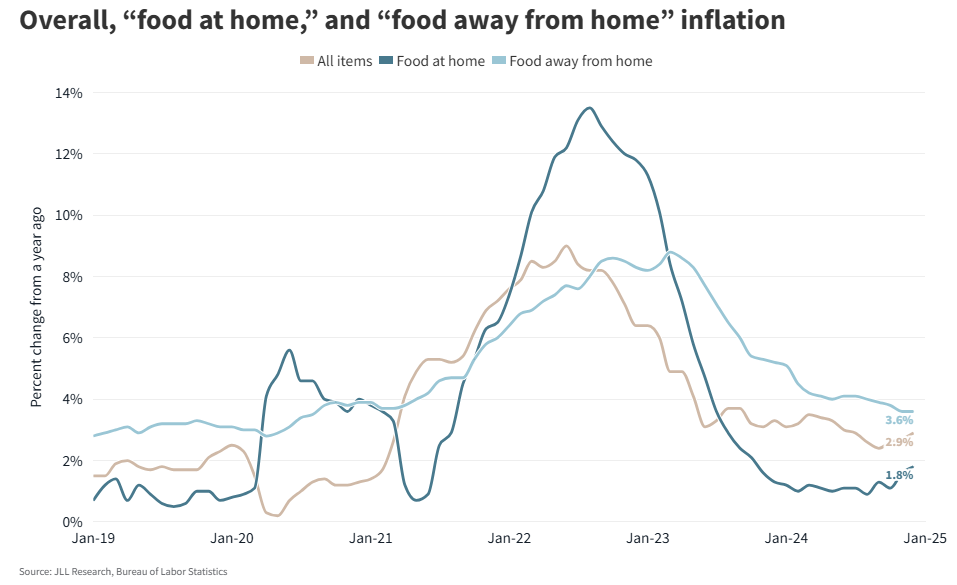 Overall, “food at home,” and “food away from home” inflation
All items Food at home Food away from home
Percent change from a year ago
14%
12%
10%
8%
6%
4%
2%
0%
3.6%
2.9%
1.8%
Jan-19 Jan-20 Jan-21 Jan-22 Jan-23 Jan-24 Jan-25
Source: JLL Research, Bureau of Labor Statistics